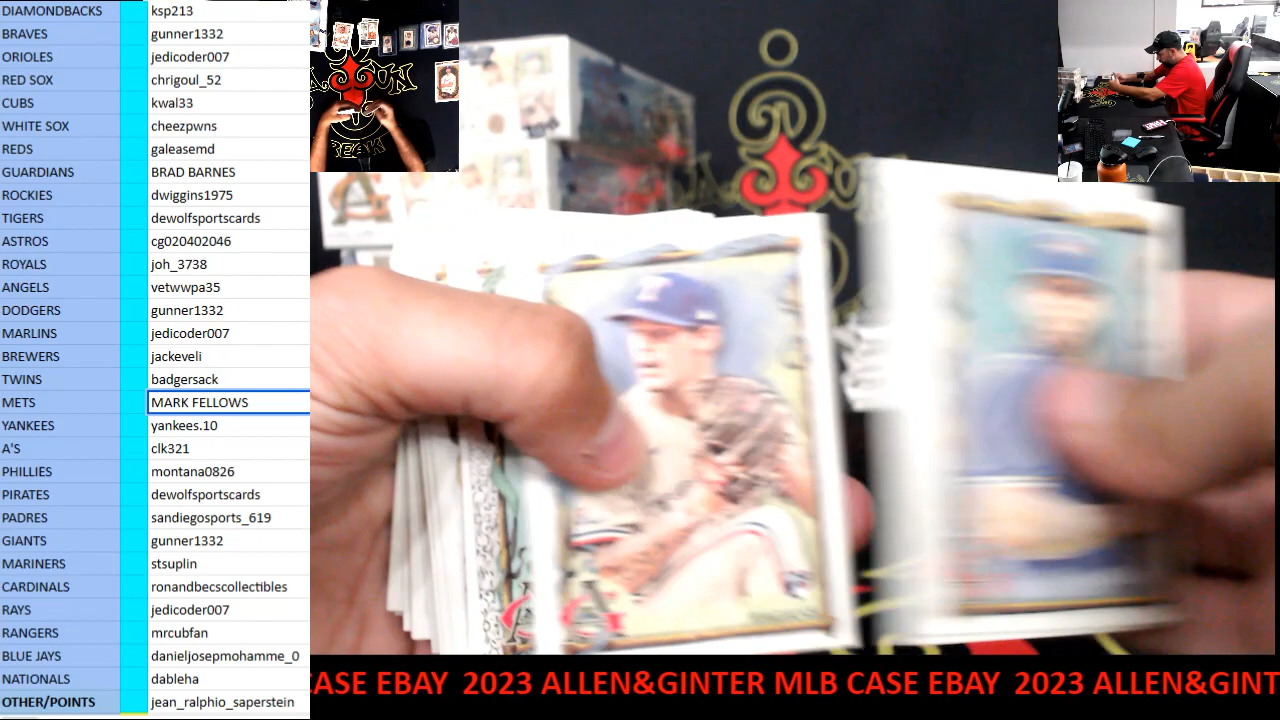 DIAMONDBACKS ksp213
BRAVES gunner1332
ORIOLES jedicoder007
RED SOX chrigoul_52
CUBS kwal33
WHITE SOX cheezpwns
REDS galeasemd
GUARDIANS BRAD BARNES
ROCKIES dwiggins1975
TIGERS dewolfsportscards
ASTROS cg020402046
ROYALS joh_3738
ANGELS vetwwpa35
DODGERS gunner1332
MARLINS jedicoder007
BREWERS jackeveli
TWINS badgersack
METS MARK FELLOWS
YANKEES yankees.10
A'S clk321
PHILLIES montana0826
PIRATES dewolfsportscards
PADRES sandiegosports_619
GIANTS gunner1332
MARINERS stsuplin
CARDINALS ronandbecscollectibles
RAYS jedicoder007
RANGERS mrcubfan
BLUE JAYS danieljosepmohamme_0
NATIONALS dableha
OTHER/POINTS jean_ralphio_saperstein
CASE EBAY 2023 ALLEN&GINTER MLB CASE EBAY 2023 ALLEN&GINT